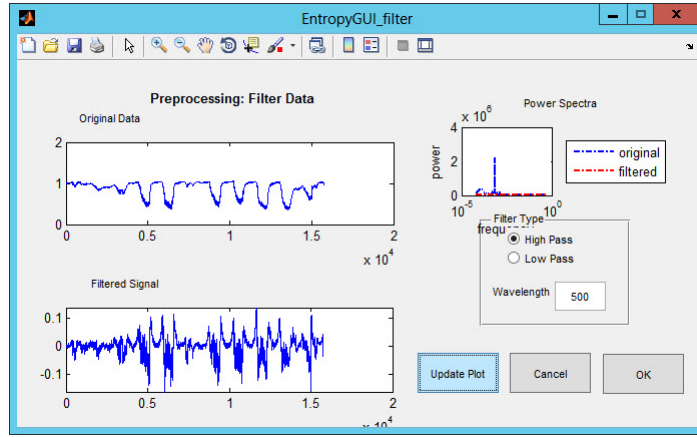 EntropyGUI_filter
Preprocessing: Filter Data
Original Data
2
1
0
0
0.5
1
1.5
2
x 10^4
Filtered Signal
0.1
0
-0.1
0
0.5
1
1.5
2
x 10^4
Power Spectra
x 10^6
4
2
0
power
10^-5
10^0
original
filtered
Filter Type
High Pass
Low Pass
Wavelength 500
Update Plot
Cancel
OK